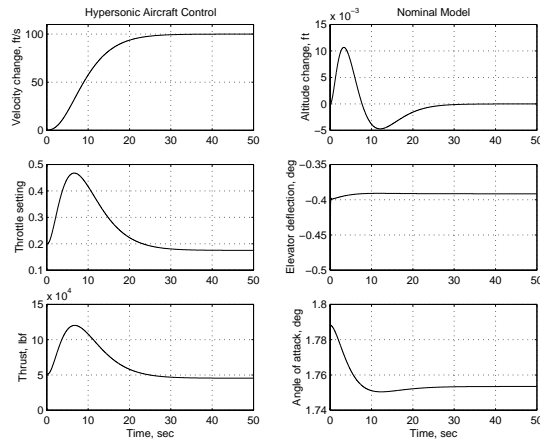 Hypersonic Aircraft Control
Nominal Model
Velocity change, ft/s
100
50
0
0 10 20 30 40 50
x 10⁻³
Altitude change, ft
15
10
5
0
−5
0 10 20 30 40 50
Throttle setting
0.5
0.4
0.3
0.2
0.1
0 10 20 30 40 50
Elevator deflection, deg
−0.35
−0.4
−0.45
−0.5
0 10 20 30 40 50
x 10⁴
Thrust, lbf
15
10
5
0
0 10 20 30 40 50
Time, sec
Angle of attack, deg
1.8
1.78
1.76
1.74
0 10 20 30 40 50
Time, sec